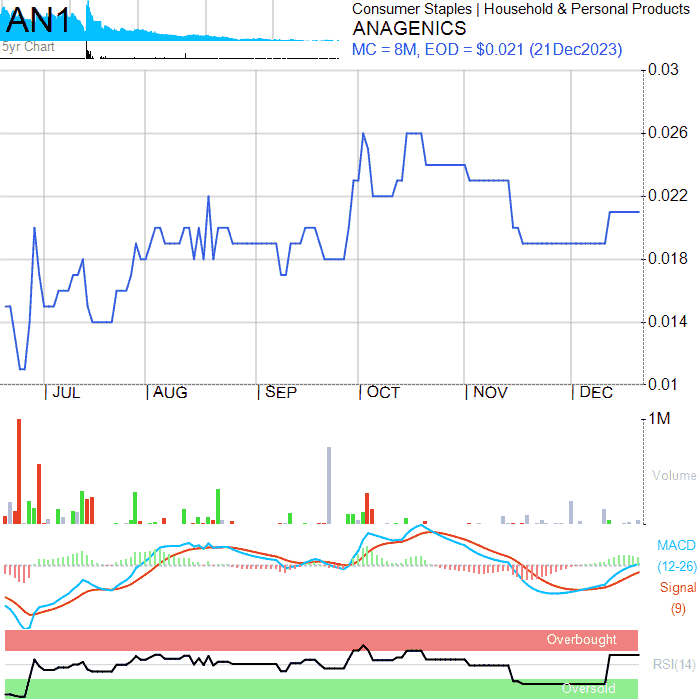 AN1
5yr Chart
Consumer Staples | Household & Personal Products
ANAGENICS
MC = 8M, EOD = $0.021 (21Dec2023)
0.03
0.026
0.022
0.018
0.014
0.01
JUL AUG SEP OCT NOV DEC
1M
Volume
MACD
(12-26)
Signal
(9)
Overbought
RSI(14)
Oversold